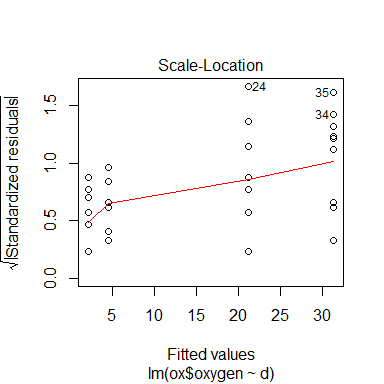 Scale-Location
√|Standardized residuals|
1.5
1.0
0.5
0.0
24
35
34
5 10 15 20 25 30
Fitted values
lm(ox$oxygen ~ d)